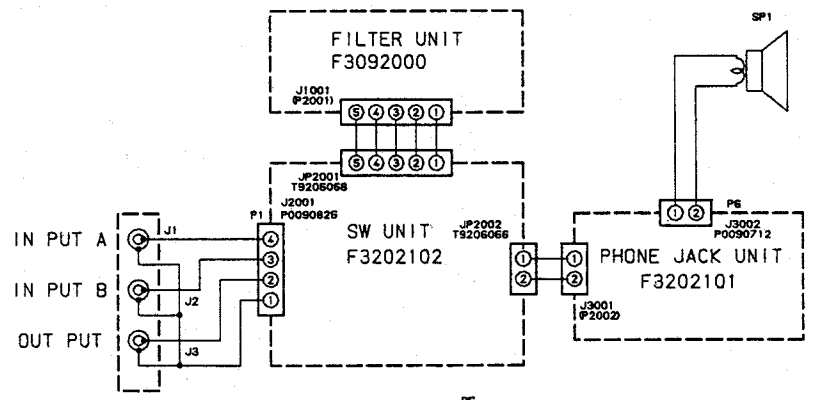 SP1
FILTER UNIT
F3092000
J1001
(P2001)
5 4 3 2 1
5 4 3 2 1
JP2001
T9206068
J2001
P0090826
P1
SW UNIT
F3202102
JP2002
T9206066
P6
1 2
J3002
P0090712
IN PUT A
J1
4
IN PUT B
J2
3
OUT PUT
J3
2
1
1
2
1
2
PHONE JACK UNIT
F3202101
J3001
(P2002)